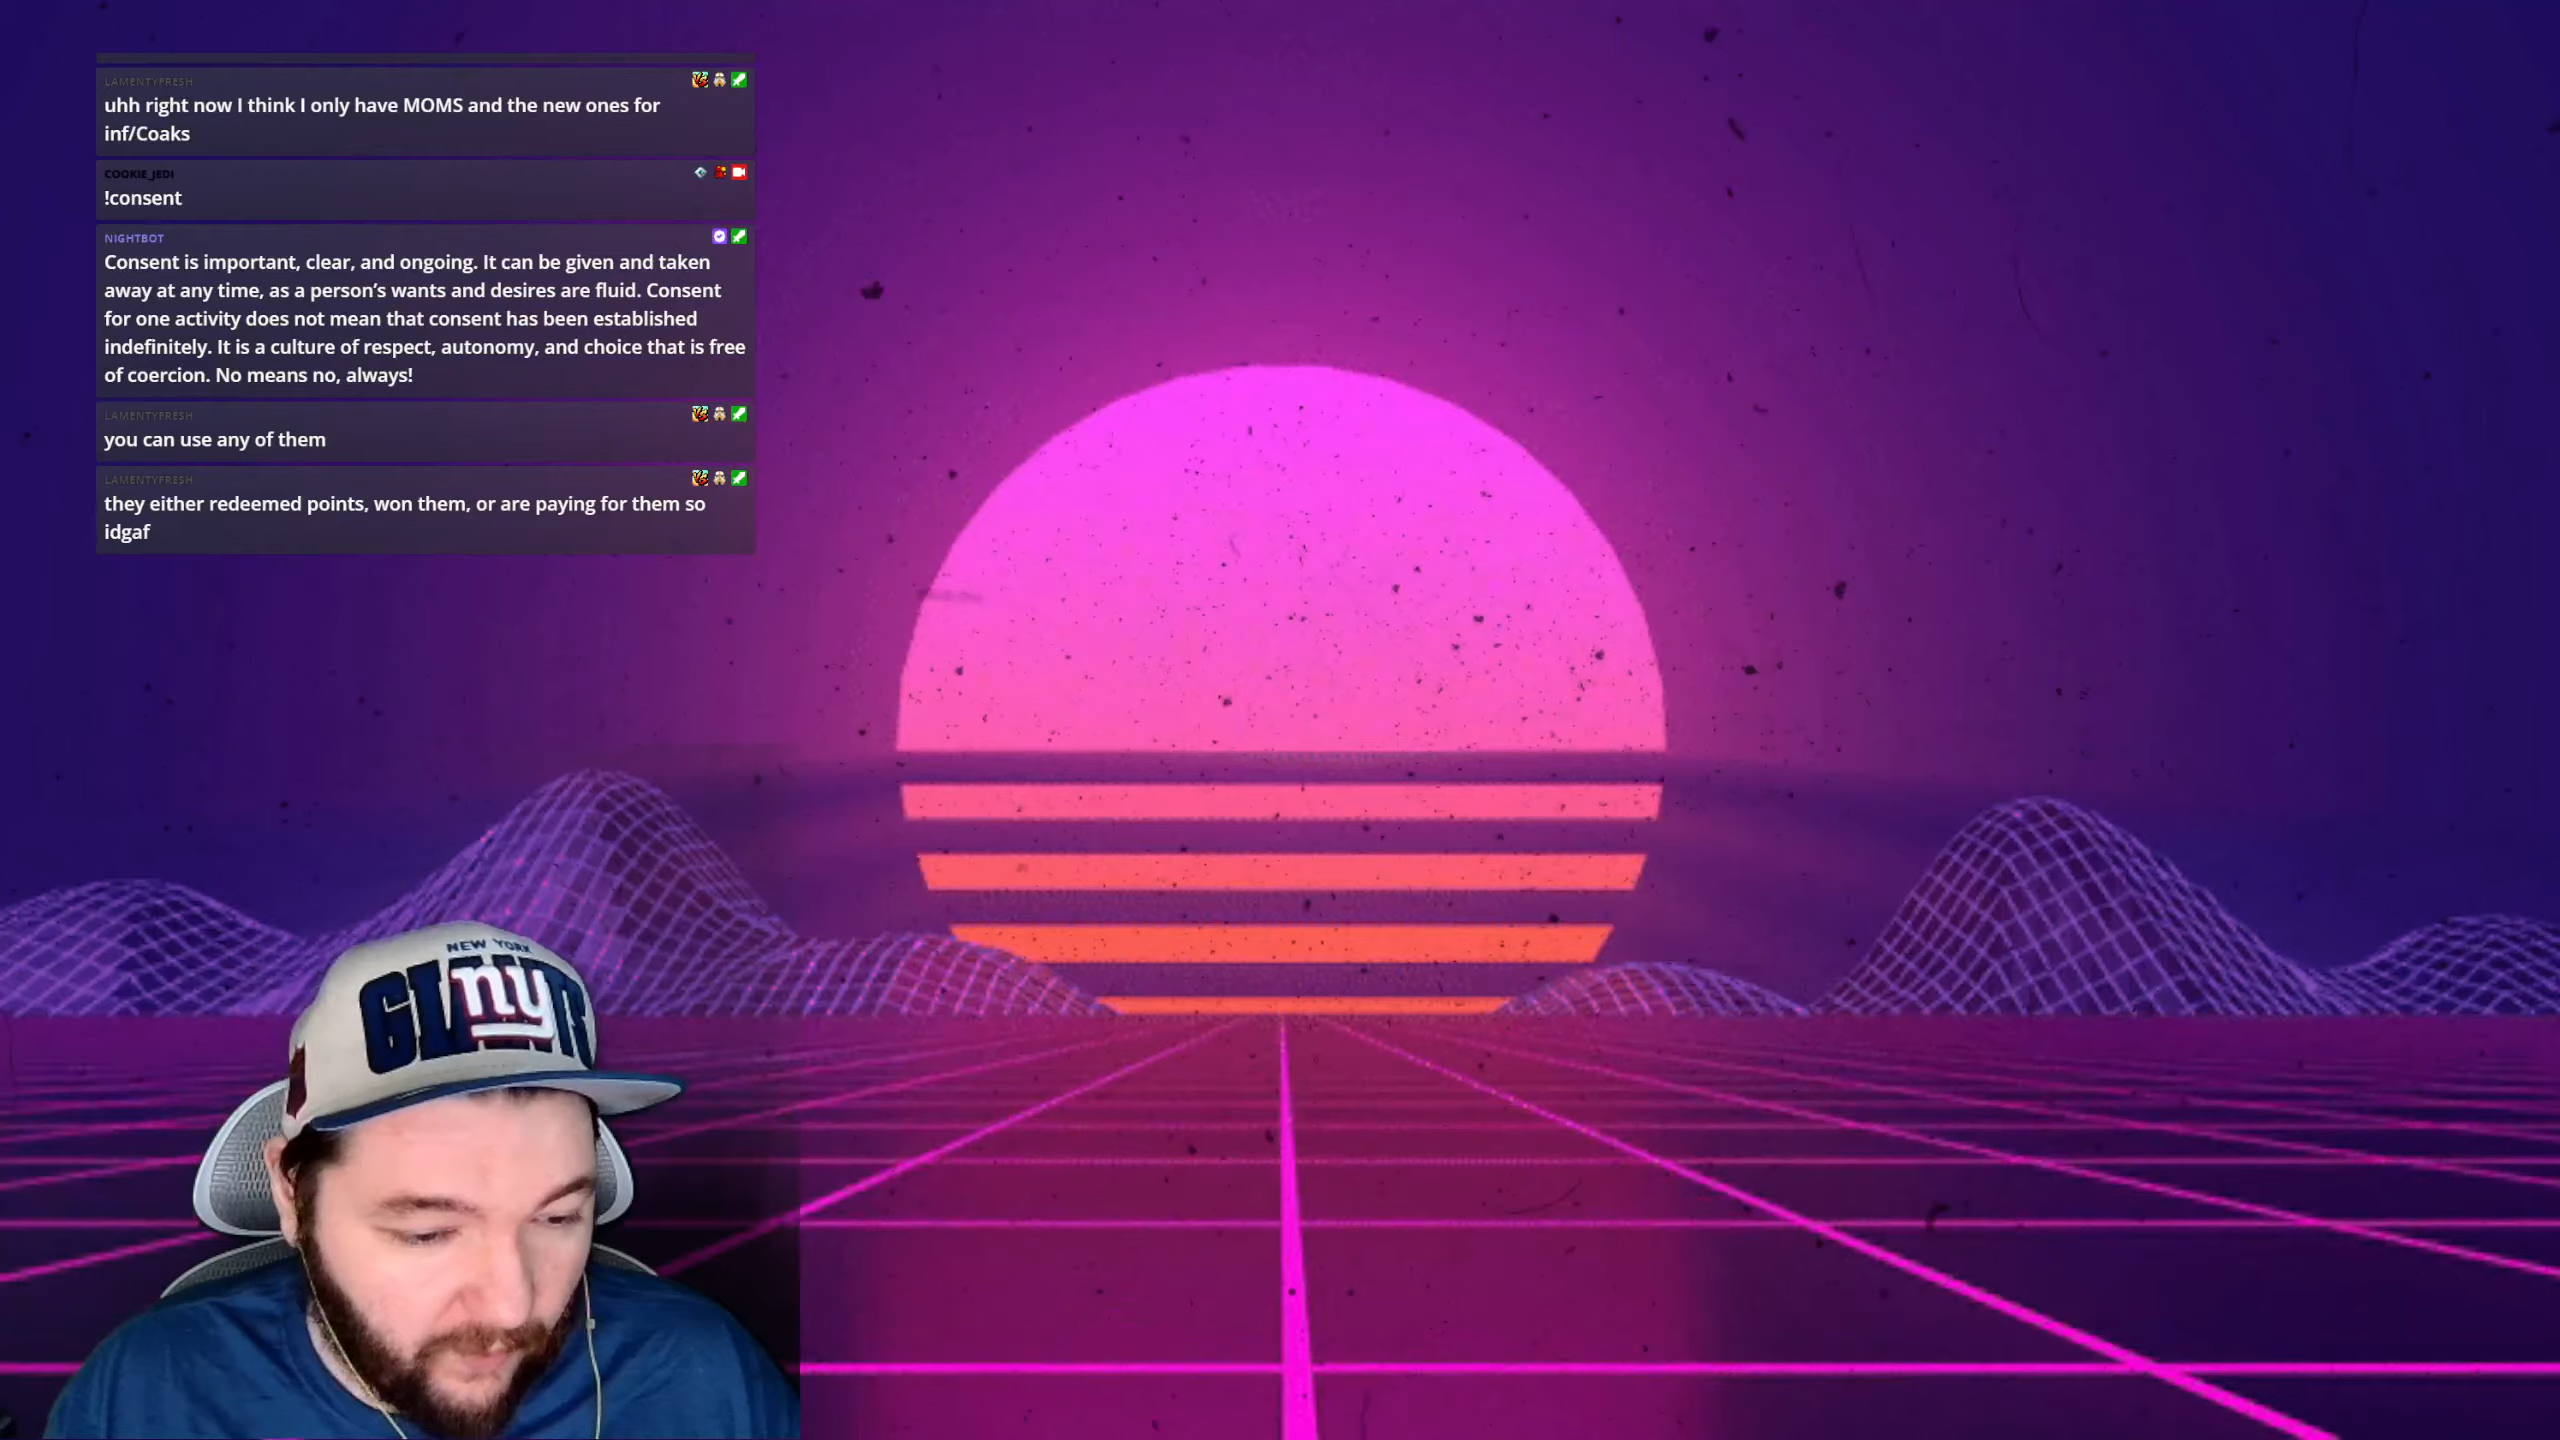 LAMENTYFRESH
uhh right now I think I only have MOMS and the new ones for
inf/Coaks
COOKIE_JEDI
!consent
NIGHTBOT
Consent is important, clear, and ongoing. It can be given and taken
away at any time, as a person's wants and desires are fluid. Consent
for one activity does not mean that consent has been established
indefinitely. It is a culture of respect, autonomy, and choice that is free
of coercion. No means no, always!
LAMENTYFRESH
you can use any of them
LAMENTYFRESH
they either redeemed points, won them, or are paying for them so
idgaf
NEW YORK
GIANTS
ny